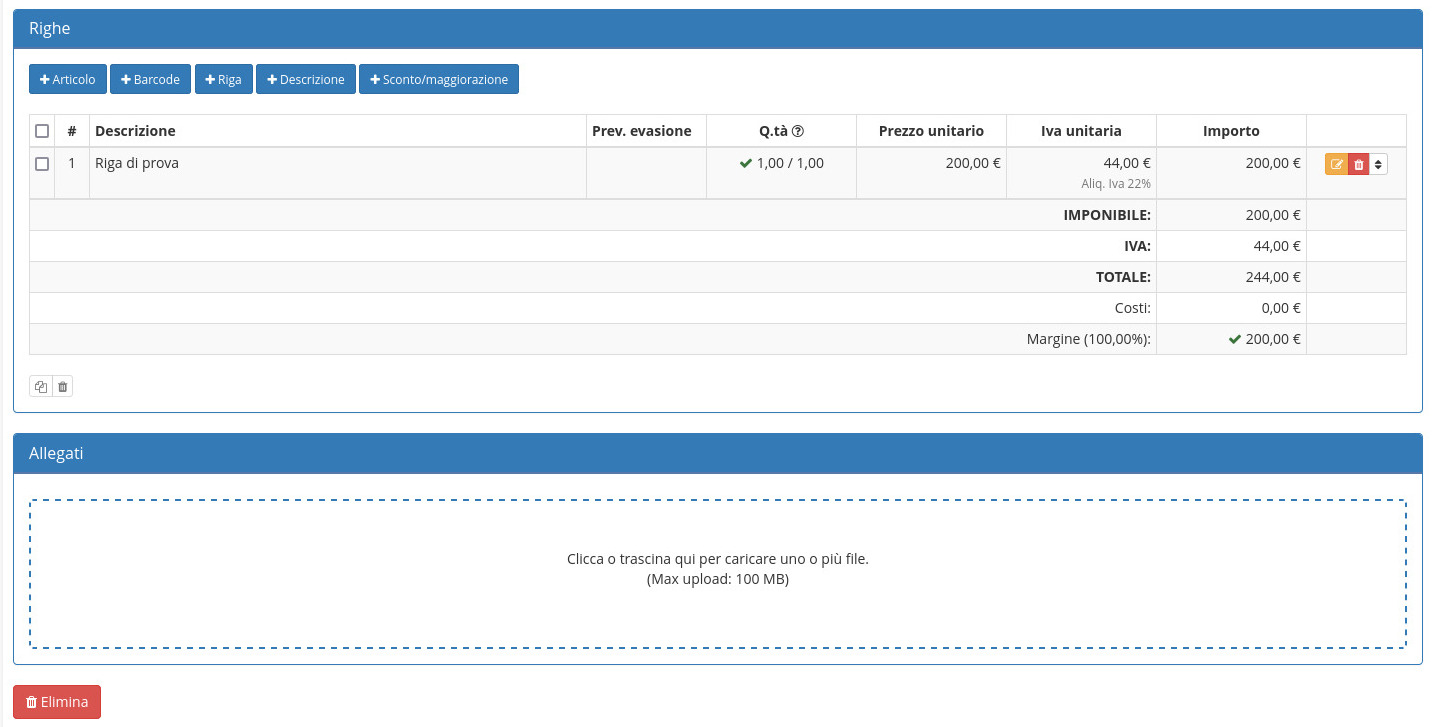 Righe
Articolo Barcode Riga Descrizione Sconto/maggiorazione
# Descrizione Prev. evasione Q.tà Prezzo unitario Iva unitaria Importo
1 Riga di prova 1,00 / 1,00 200,00 € 44,00 € 200,00 €
Aliq. Iva 22%
IMPONIBILE: 200,00 €
IVA: 44,00 €
TOTALE: 244,00 €
Costi: 0,00 €
Margine (100,00%): 200,00 €
Allegati
Clicca o trascina qui per caricare uno o più file.
(Max upload: 100 MB)
Elimina